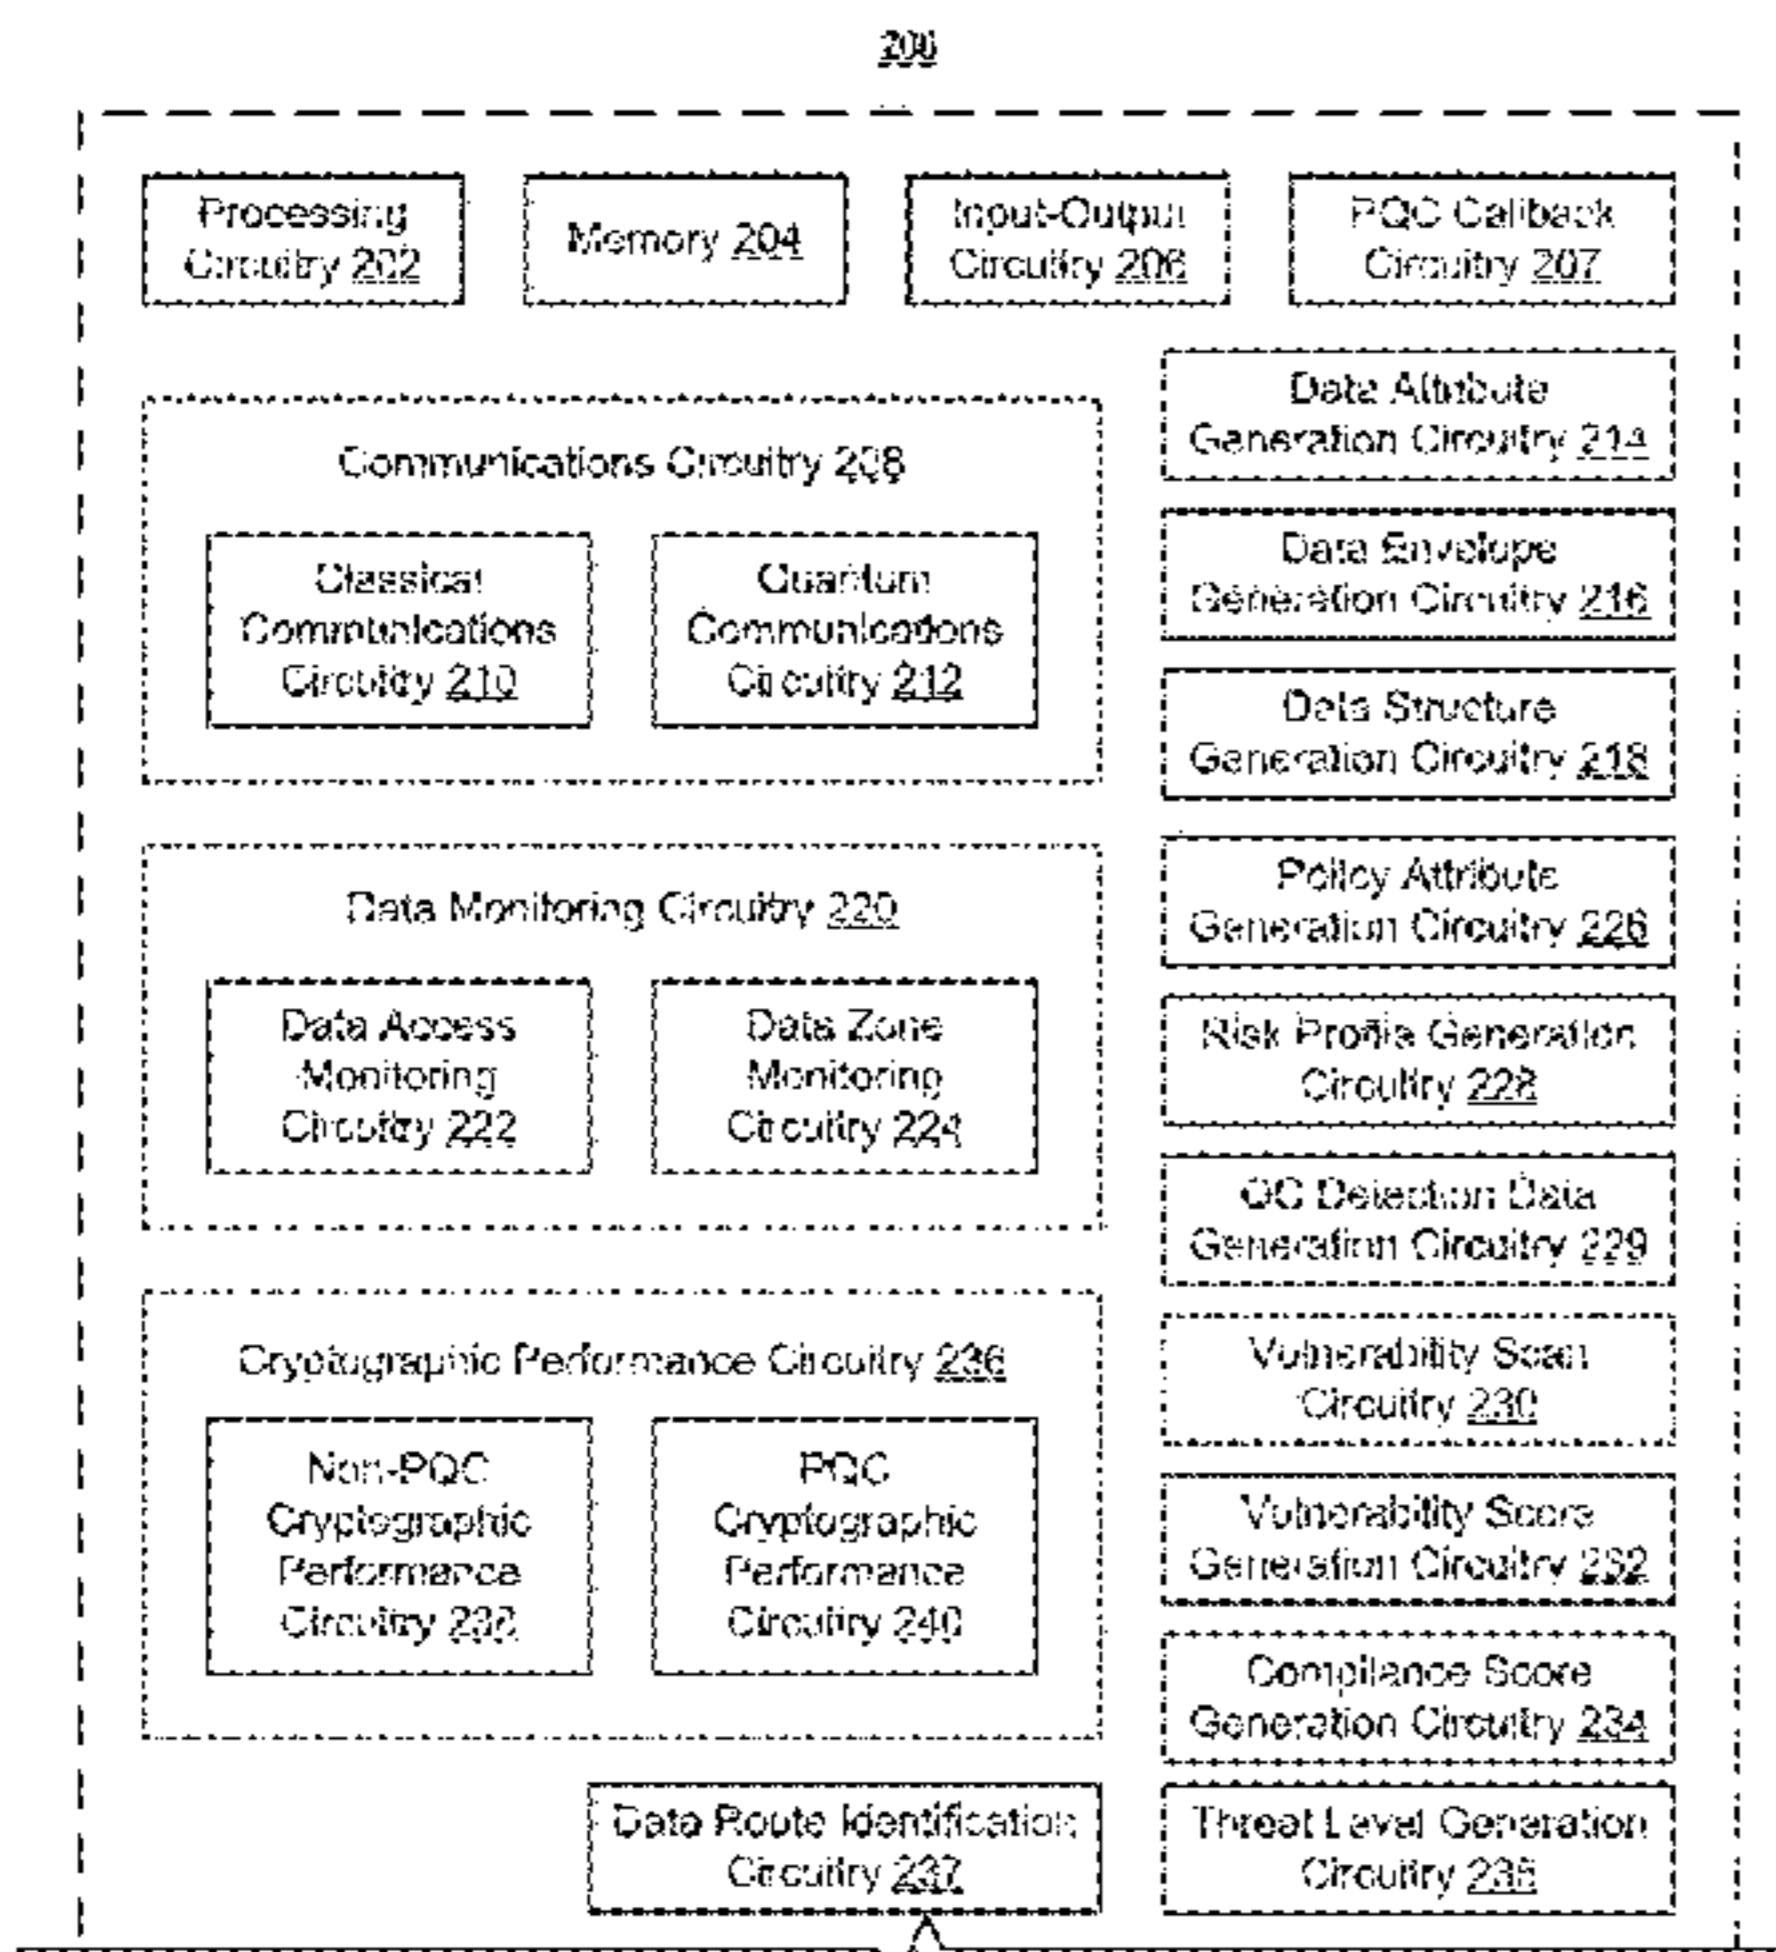 200
Processing
Circuitry 202
Memory 204
Input-Output
Circuitry 206
PQC Callback
Circuitry 207
Communications Circuitry 208
Classical
Communications
Circuitry 210
Quantum
Communications
Circuitry 212
Data Monitoring Circuitry 220
Data Access
Monitoring
Circuitry 222
Data Zone
Monitoring
Circuitry 224
Cryptographic Performance Circuitry 236
Non-PQC
Cryptographic
Performance
Circuitry 238
PQC
Cryptographic
Performance
Circuitry 240
Data Route Identification
Circuitry 237
Data Attribute
Generation Circuitry 214
Data Envelope
Generation Circuitry 216
Data Structure
Generation Circuitry 218
Policy Attribute
Generation Circuitry 226
Risk Profile Generation
Circuitry 228
QC Detection Data
Generation Circuitry 229
Vulnerability Scan
Circuitry 230
Vulnerability Score
Generation Circuitry 232
Compliance Score
Generation Circuitry 234
Threat Level Generation
Circuitry 235